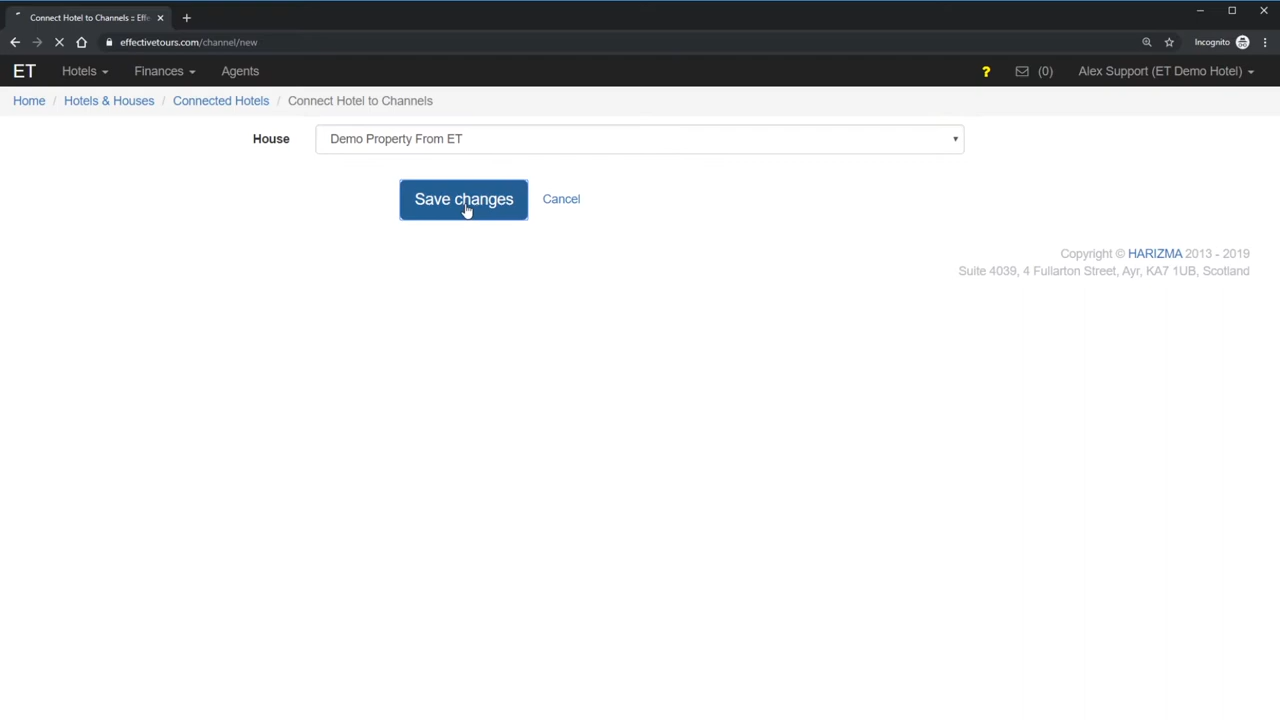 Connect Hotel to Channels :: Eff
effectivetours.com/channel/new
Incognito
ET Hotels Finances Agents ? (0) Alex Support (ET Demo Hotel)
Home / Hotels & Houses / Connected Hotels / Connect Hotel to Channels
House Demo Property From ET
Save changes Cancel
Copyright © HARIZMA 2013 - 2019
Suite 4039, 4 Fullarton Street, Ayr, KA7 1UB, Scotland